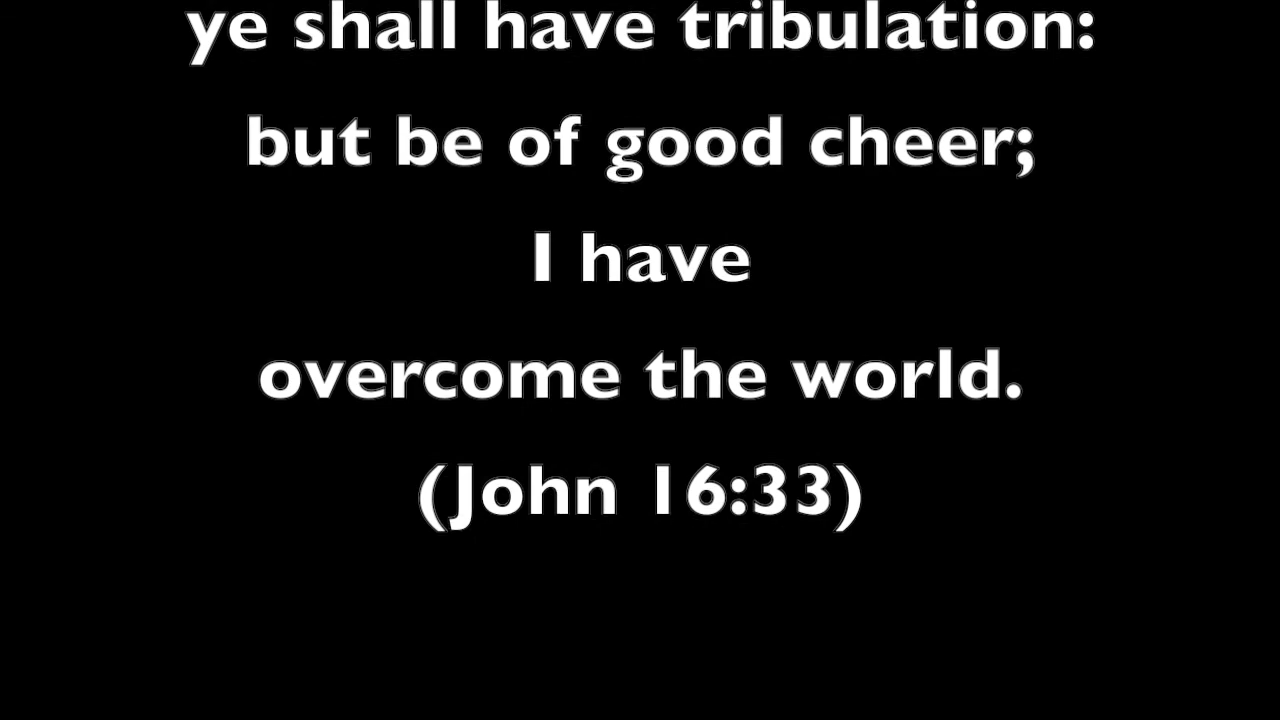 ye shall have tribulation:
but be of good cheer;
I have
overcome the world.
(John 16:33)